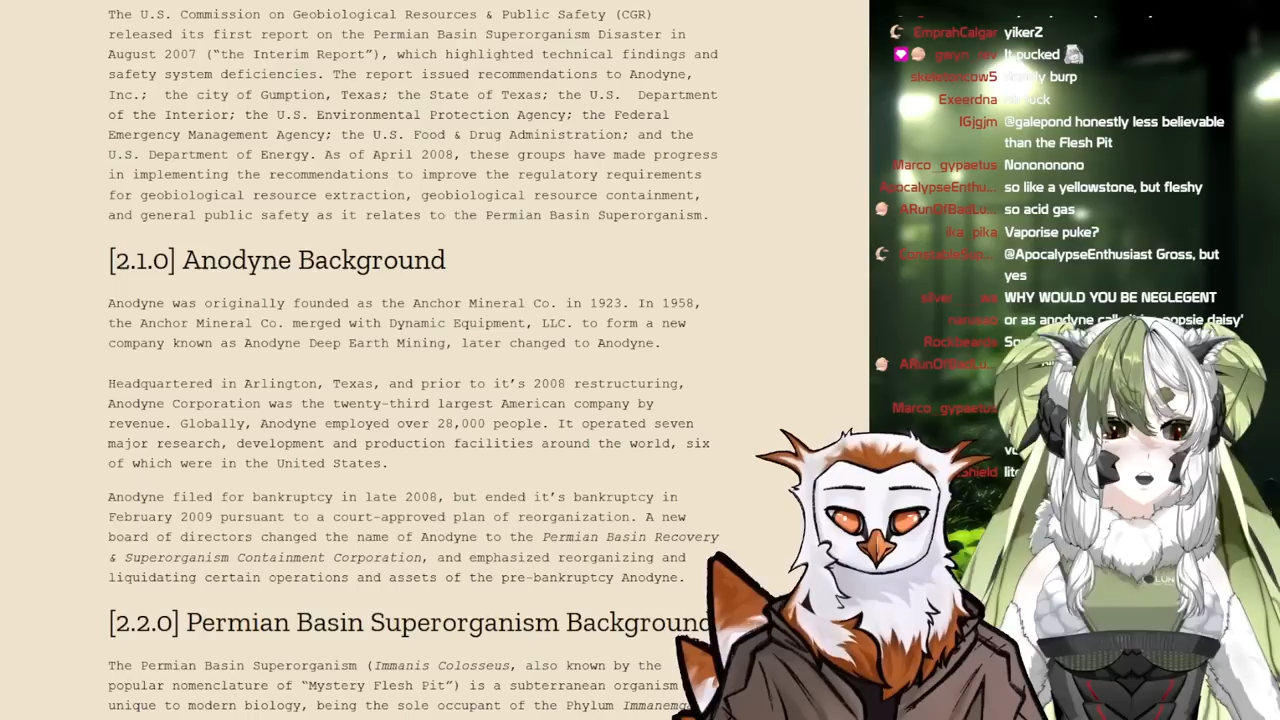 The U.S. Commission on Geobiological Resources & Public Safety (CGR)
released its first report on the Permian Basin Superorganism Disaster in
August 2007 (“the Interim Report”), which highlighted technical findings and
safety system deficiencies. The report issued recommendations to Anodyne,
Inc.; the city of Gumption, Texas; the State of Texas; the U.S. Department
of the Interior; the U.S. Environmental Protection Agency; the Federal
Emergency Management Agency; the U.S. Food & Drug Administration; and the
U.S. Department of Energy. As of April 2008, these groups have made progress
in implementing the recommendations to improve the regulatory requirements
for geobiological resource extraction, geobiological resource containment,
and general public safety as it relates to the Permian Basin Superorganism.
[2.1.0] Anodyne Background
Anodyne was originally founded as the Anchor Mineral Co. in 1923. In 1958,
the Anchor Mineral Co. merged with Dynamic Equipment, LLC. to form a new
company known as Anodyne Deep Earth Mining, later changed to Anodyne.
Headquartered in Arlington, Texas, and prior to it’s 2008 restructuring,
Anodyne Corporation was the twenty-third largest American company by
revenue. Globally, Anodyne employed over 28,000 people. It operated seven
major research, development and production facilities around the world, six
of which were in the United States.
Anodyne filed for bankruptcy in late 2008, but ended it’s bankruptcy in
February 2009 pursuant to a court-approved plan of reorganization. A new
board of directors changed the name of Anodyne to the Permian Basin Recovery
& Superorganism Containment Corporation, and emphasized reorganizing and
liquidating certain operations and assets of the pre-bankruptcy Anodyne.
[2.2.0] Permian Basin Superorganism Background
The Permian Basin Superorganism (Immanis Colosseus, also known by the
popular nomenclature of “Mystery Flesh Pit”) is a subterranean organism
unique to modern biology, being the sole occupant of the Phylum
EmprahCalgar yikerZ
It pucked
skeletoncow5 burp
Exeerdna
IGjgjm @galepond honestly less believable
than the Flesh Pit
Marco_gypaetus Nonononono
ApocalypseEnthu... so like a yellowstone, but fleshy
ARunOfBadLu... so acid gas
ika_pika Vaporise puke?
@ApocalypseEnthusiast Gross, but
yes
WHY WOULD YOU BE NEGLEGENT
or as anodyne
Rockbearde
ARunOfBadLu...
Marco_gypaetus